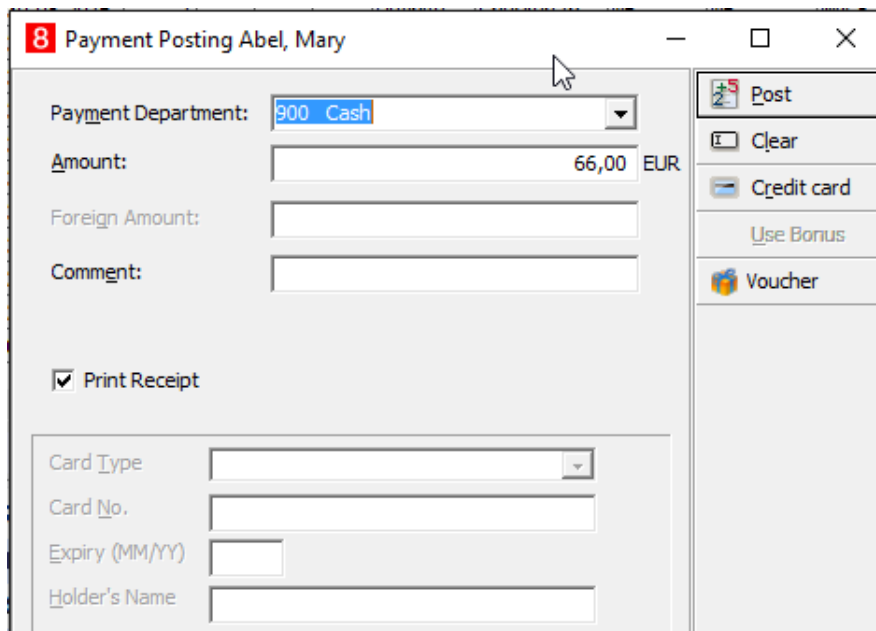 8 Payment Posting Abel, Mary
Payment Department: 900 Cash
Amount: 66,00 EUR
Foreign Amount:
Comment:
Print Receipt
Card Type
Card No.
Expiry (MM/YY)
Holder's Name
Post
Clear
Credit card
Use Bonus
Voucher